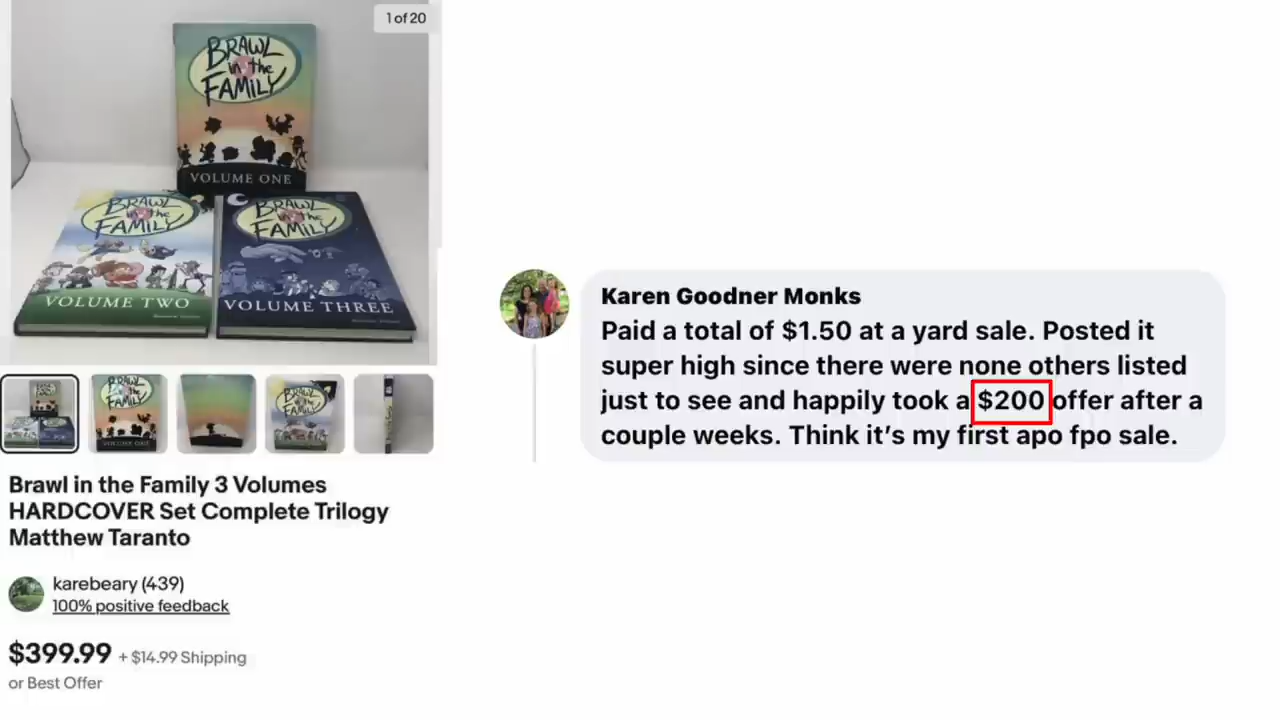 1 of 20
BRAWL
in the
FAMILY
VOLUME ONE
BRAWL
in the
FAMILY
VOLUME TWO
BRAWL
in the
FAMILY
VOLUME THREE
Brawl in the Family 3 Volumes
HARDCOVER Set Complete Trilogy
Matthew Taranto
karebeary (439)
100% positive feedback
$399.99 + $14.99 Shipping
or Best Offer
Karen Goodner Monks
Paid a total of $1.50 at a yard sale. Posted it
super high since there were none others listed
just to see and happily took a $200 offer after a
couple weeks. Think it's my first apo fpo sale.